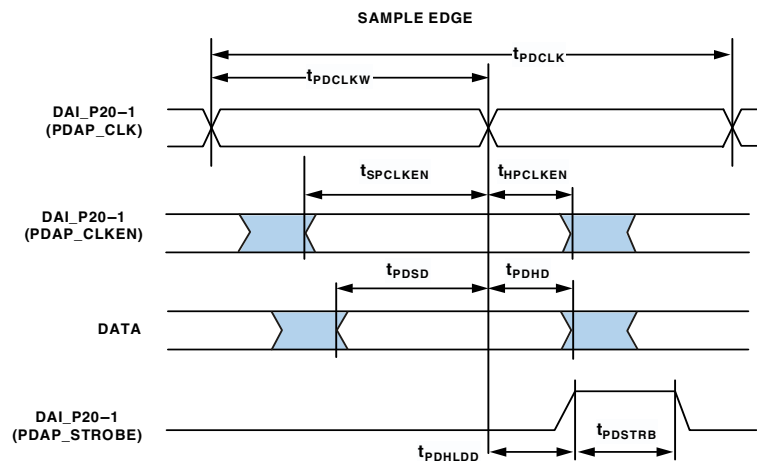 SAMPLE EDGE
tPDCLK
tPDCLKW
DAI_P20–1
(PDAP_CLK)
tSPCLKEN
tHPCLKEN
DAI_P20–1
(PDAP_CLKEN)
tPDSD
tPDHD
DATA
DAI_P20–1
(PDAP_STROBE)
tPDHLDD
tPDSTRB